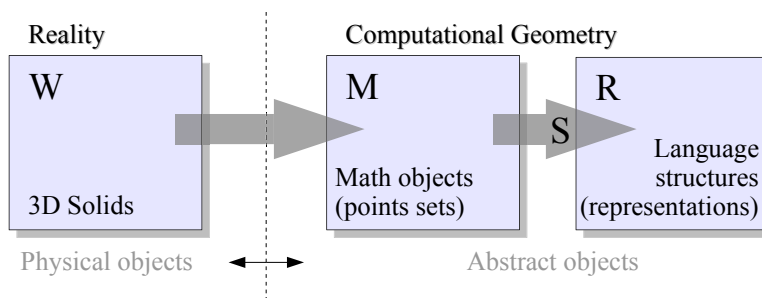 Reality
Computational Geometry
W
M
R
S
3D Solids
Math objects
(points sets)
Language
structures
(representations)
Physical objects
Abstract objects